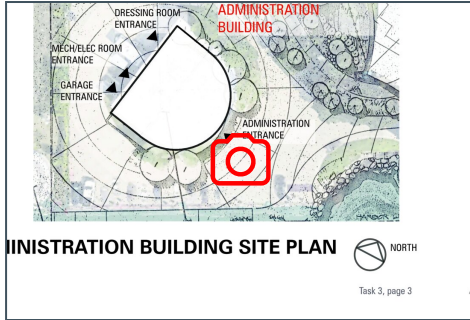 DRESSING ROOM
ENTRANCE
ADMINISTRATION
BUILDING
MECH/ELEC ROOM
ENTRANCE
GARAGE
ENTRANCE
ADMINISTRATION
ENTRANCE
INISTRATION BUILDING SITE PLAN
NORTH
Task 3, page 3